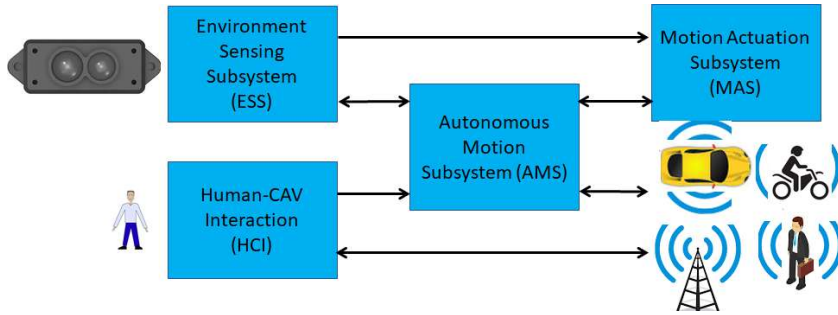 Environment
Sensing
Subsystem
(ESS)
Motion Actuation
Subsystem
(MAS)
Autonomous
Motion
Subsystem (AMS)
Human-CAV
Interaction
(HCI)